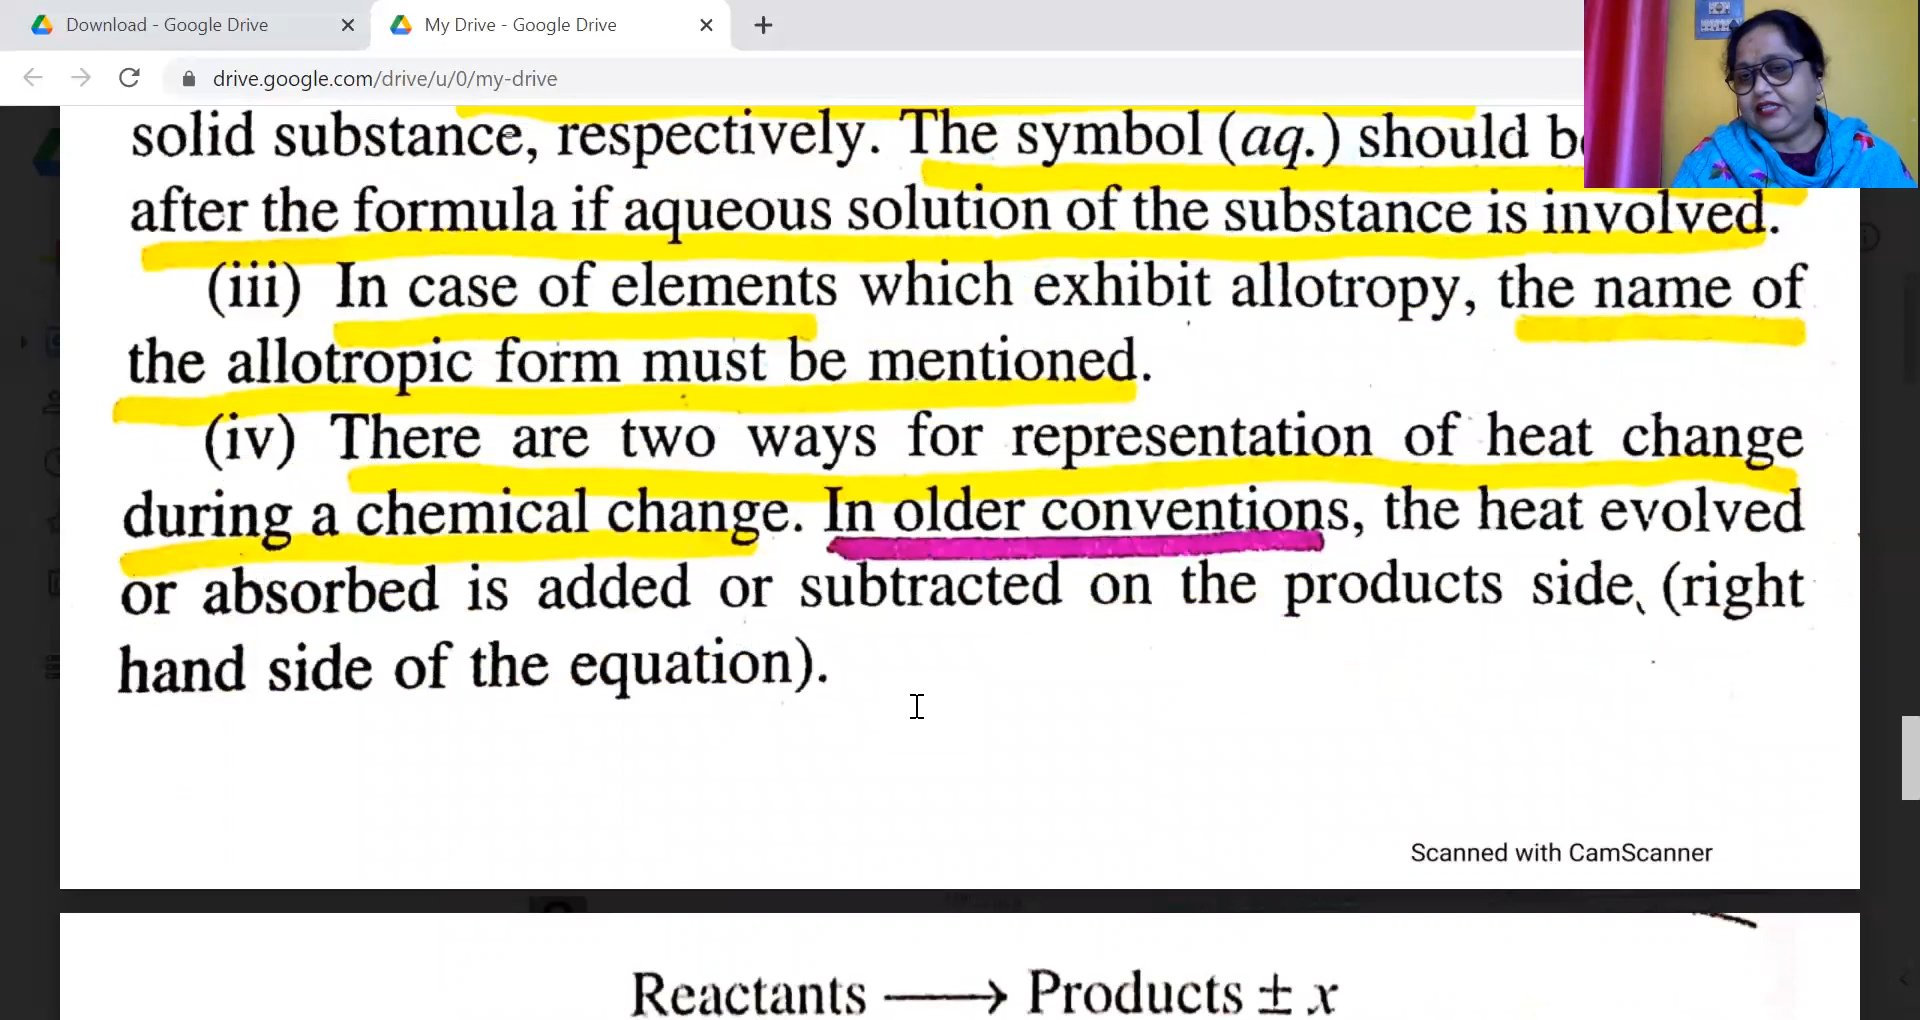 Download - Google Drive
My Drive - Google Drive
drive.google.com/drive/u/0/my-drive
solid substance, respectively. The symbol (aq.) should
after the formula if aqueous solution of the substance is involved.
(iii) In case of elements which exhibit allotropy, the name of
the allotropic form must be mentioned.
(iv) There are two ways for representation of heat change
during a chemical change. In older conventions, the heat evolved
or absorbed is added or subtracted on the products side, (right
hand side of the equation).
Scanned with CamScanner
Reactants ⟶ Products ± x